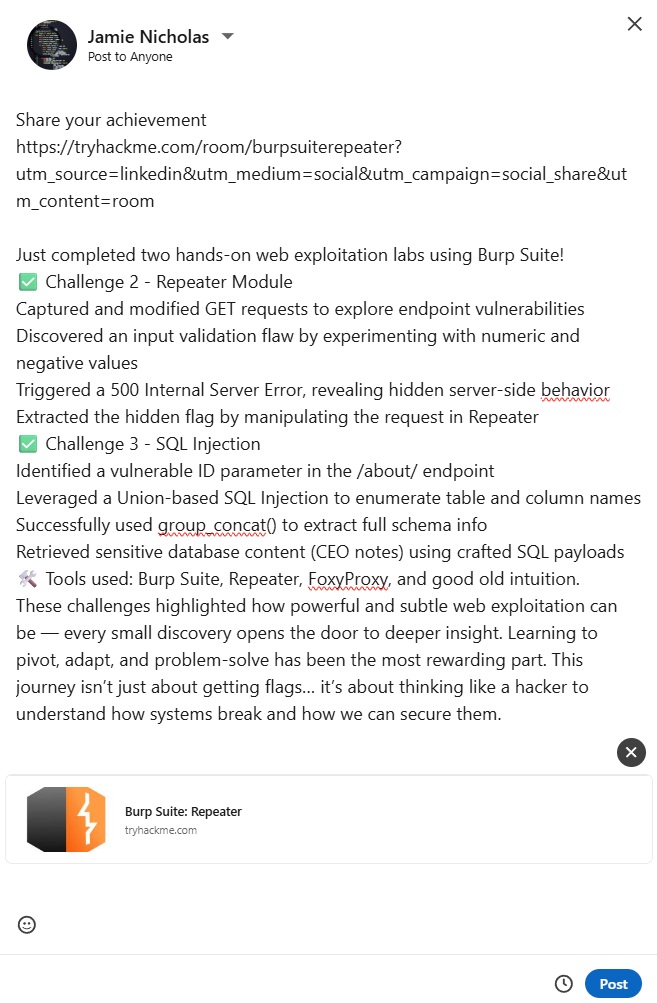 Jamie Nicholas
Post to Anyone
Share your achievement
https://tryhackme.com/room/burpsuiterepeater?
utm_source=linkedin&utm_medium=social&utm_campaign=social_share&ut
m_content=room
Just completed two hands-on web exploitation labs using Burp Suite!
✅ Challenge 2 - Repeater Module
Captured and modified GET requests to explore endpoint vulnerabilities
Discovered an input validation flaw by experimenting with numeric and
negative values
Triggered a 500 Internal Server Error, revealing hidden server-side behavior
Extracted the hidden flag by manipulating the request in Repeater
✅ Challenge 3 - SQL Injection
Identified a vulnerable ID parameter in the /about/ endpoint
Leveraged a Union-based SQL Injection to enumerate table and column names
Successfully used group_concat() to extract full schema info
Retrieved sensitive database content (CEO notes) using crafted SQL payloads
🛠️ Tools used: Burp Suite, Repeater, FoxyProxy, and good old intuition.
These challenges highlighted how powerful and subtle web exploitation can
be — every small discovery opens the door to deeper insight. Learning to
pivot, adapt, and problem-solve has been the most rewarding part. This
journey isn’t just about getting flags… it’s about thinking like a hacker to
understand how systems break and how we can secure them.
Burp Suite: Repeater
tryhackme.com
Post